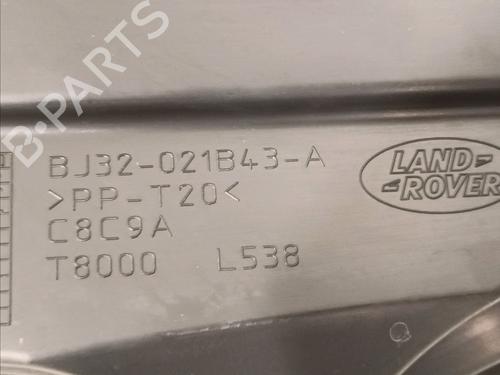 B-PARTS
BJ32-021B43-A
>PP-T20<
C8C9A
T8000 L538
LAND-
-ROVER